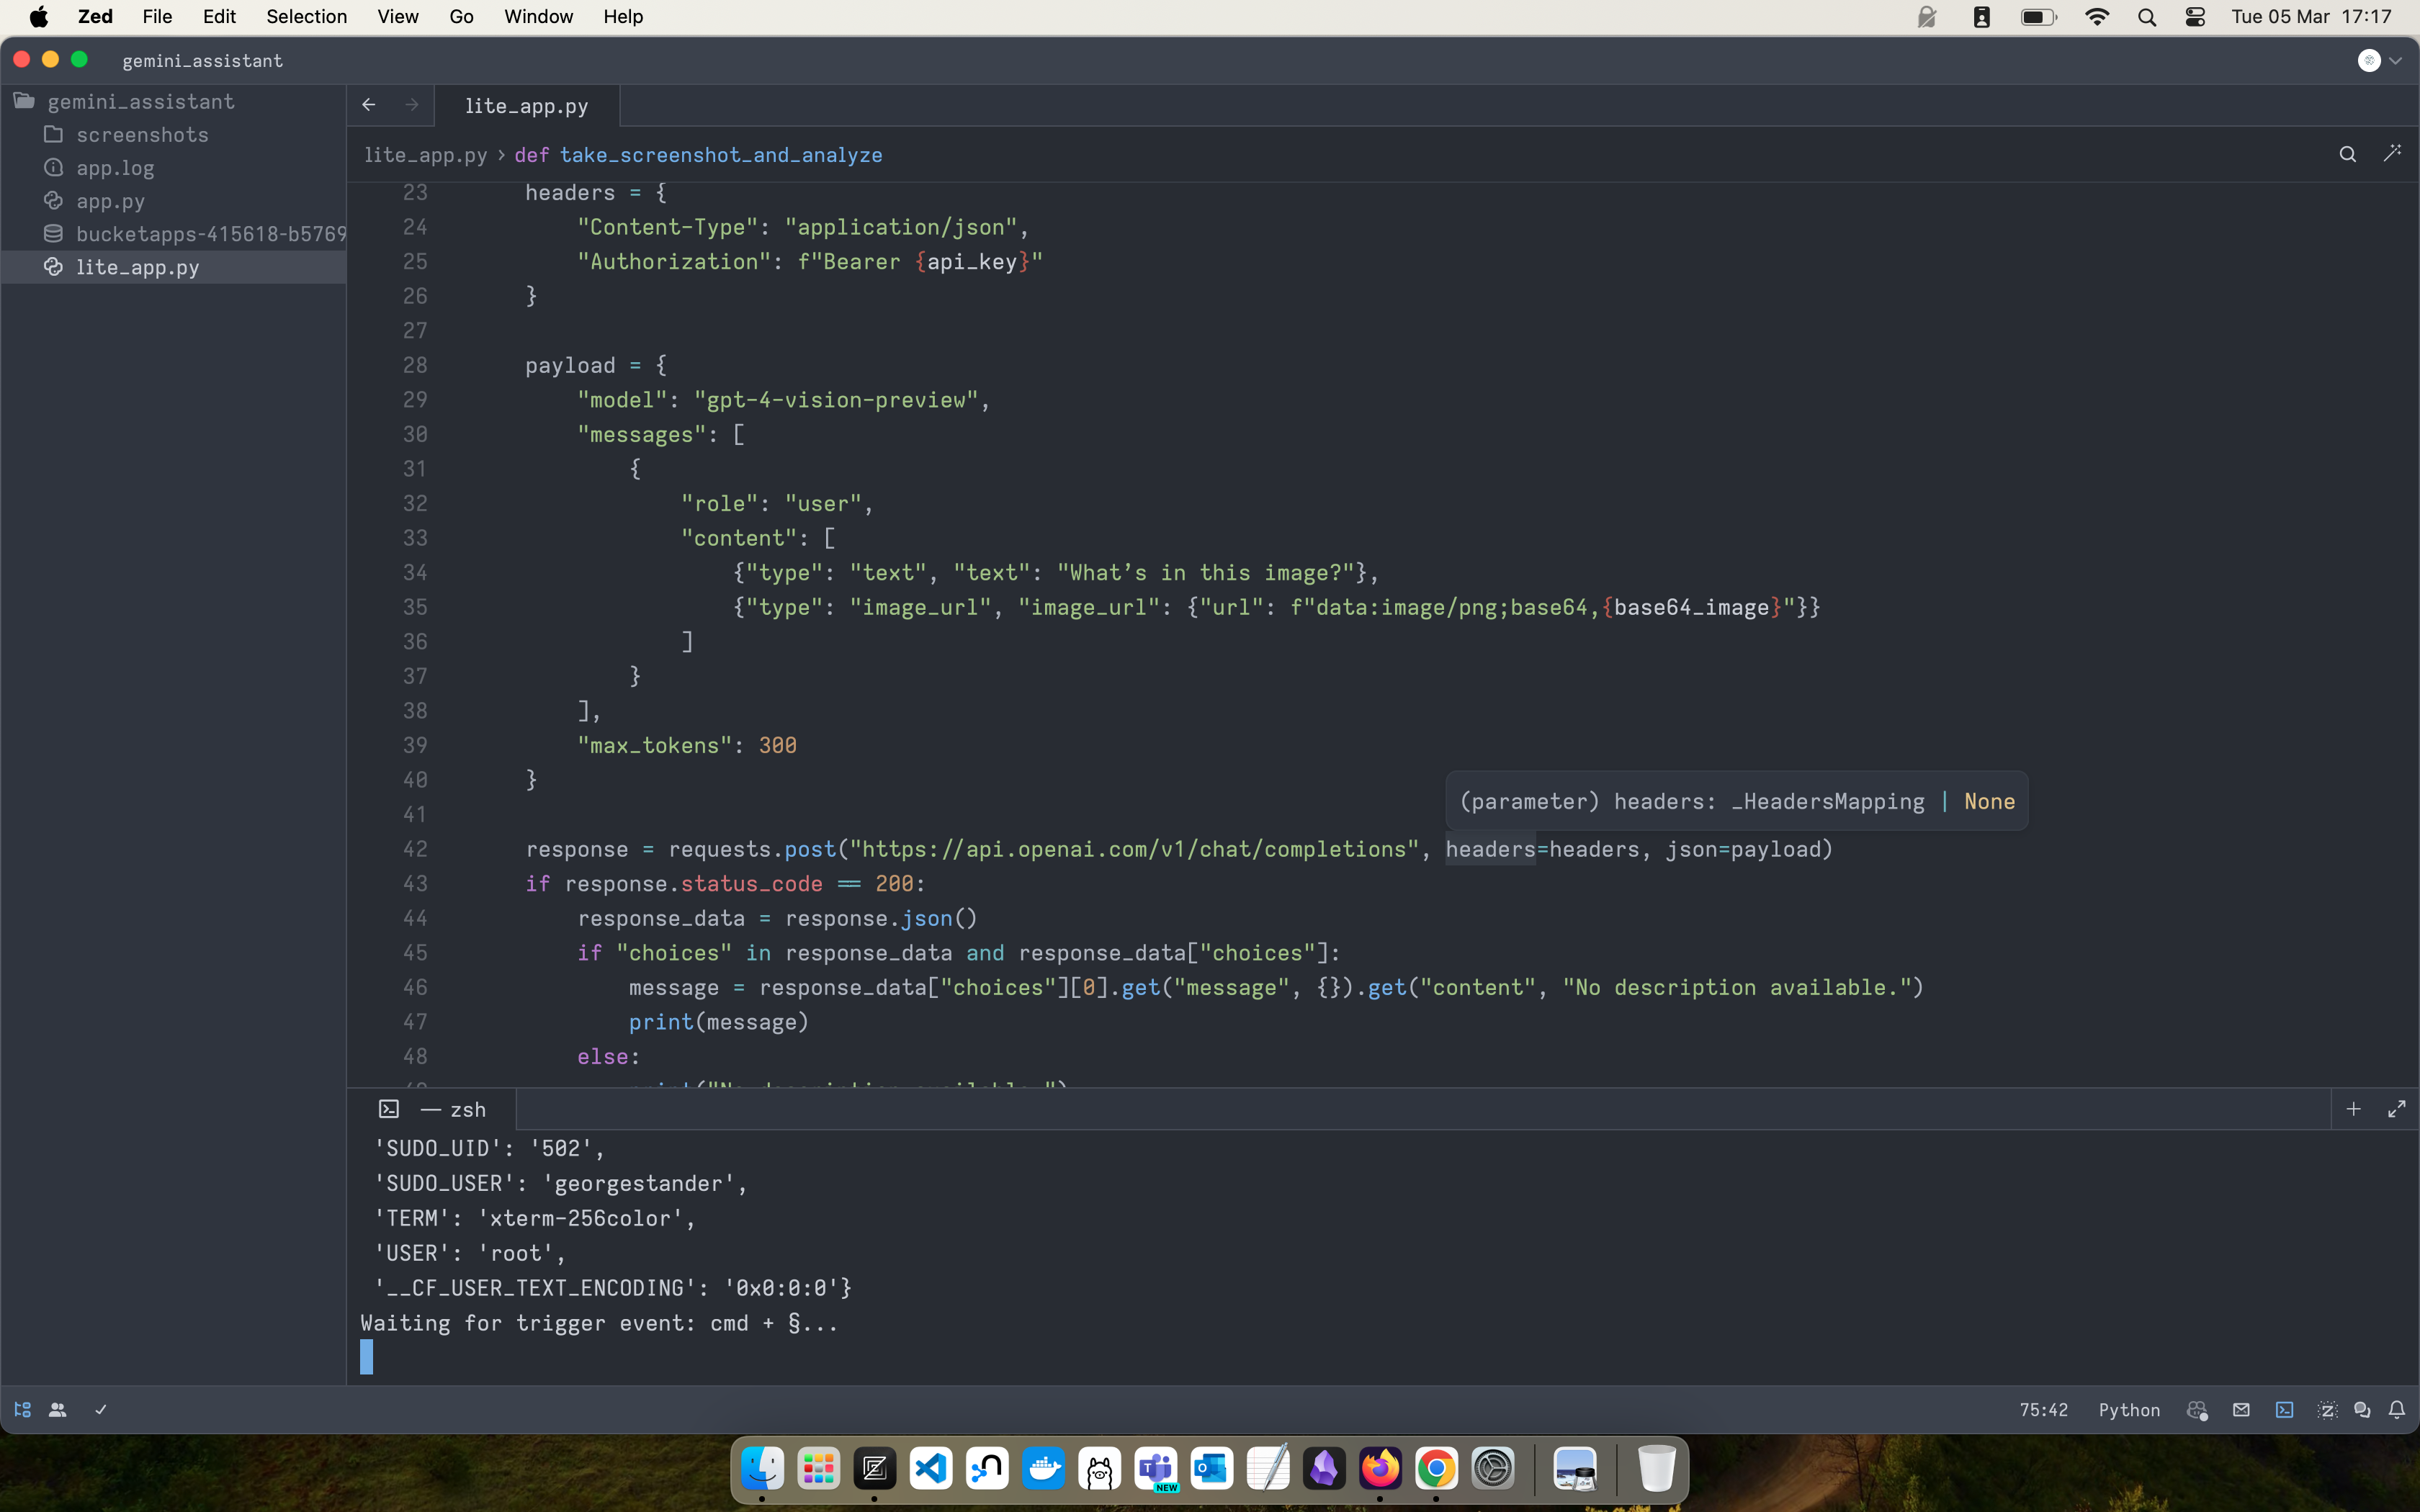 Zed File Edit Selection View Go Window Help Tue 05 Mar 17:17
gemini_assistant
gemini_assistant
screenshots
app.log
app.py
bucketapps-415618-b5769
lite_app.py
lite_app.py
lite_app.py > def take_screenshot_and_analyze
23 headers = {
24 "Content-Type": "application/json",
25 "Authorization": f"Bearer {api_key}"
26 }
27
28 payload = {
29 "model": "gpt-4-vision-preview",
30 "messages": [
31 {
32 "role": "user",
33 "content": [
34 {"type": "text", "text": "What’s in this image?"},
35 {"type": "image_url", "image_url": {"url": f"data:image/png;base64,{base64_image}"}}
36 ]
37 }
38 ],
39 "max_tokens": 300
40 }
(parameter) headers: _HeadersMapping | None
41
42 response = requests.post("https://api.openai.com/v1/chat/completions", headers=headers, json=payload)
43 if response.status_code == 200:
44 response_data = response.json()
45 if "choices" in response_data and response_data["choices"]:
46 message = response_data["choices"][0].get("message", {}).get("content", "No description available.")
47 print(message)
48 else:
49 print("No description available.")
— zsh
'SUDO_UID': '502',
'SUDO_USER': 'georgestander',
'TERM': 'xterm-256color',
'USER': 'root',
'__CF_USER_TEXT_ENCODING': '0x0:0:0'}
Waiting for trigger event: cmd + §...
75:42 Python
NEW